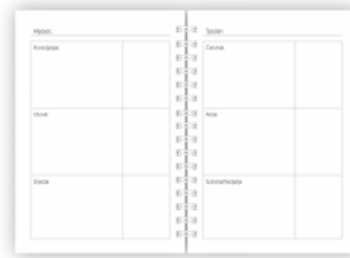 Mjesec:
Ponedjeljak
Utorak
Srijeda
Tjedan:
Četvrtak
Petak
Subota/Nedjelja